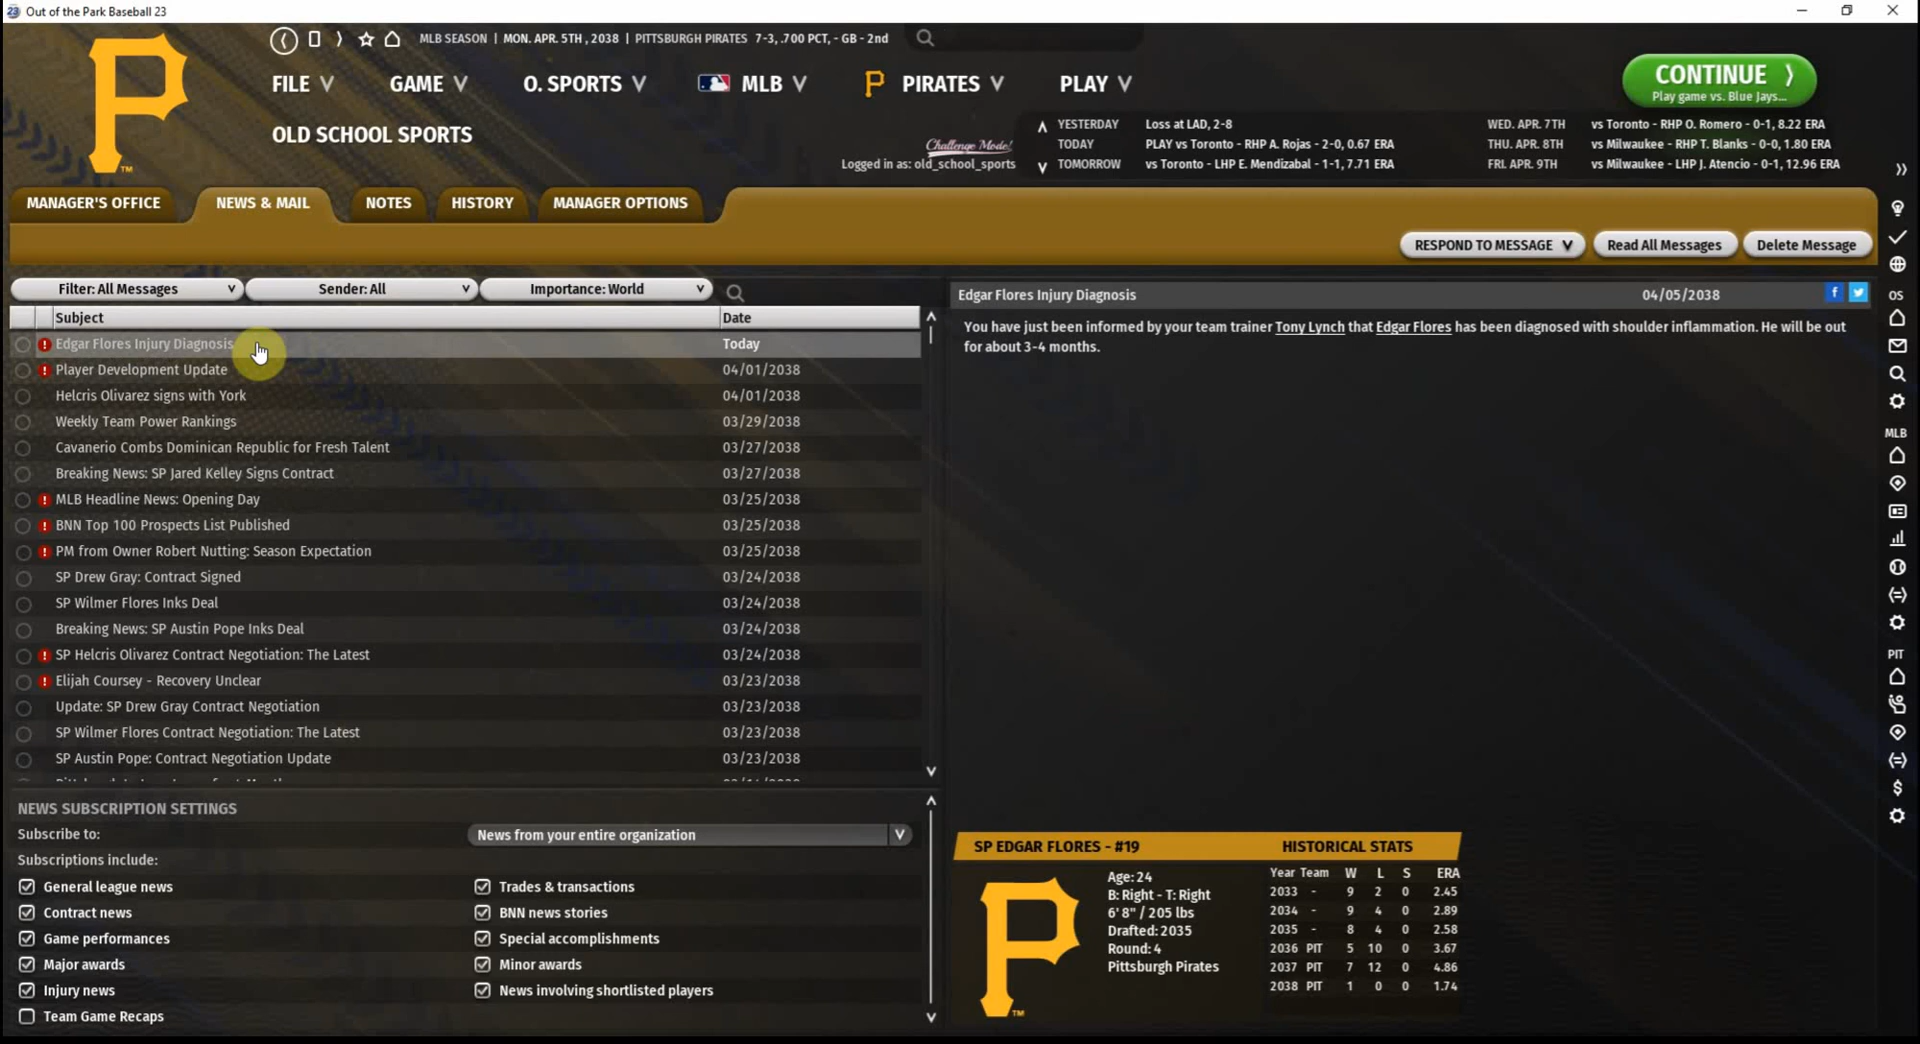 Out of the Park Baseball 23
MLB SEASON | MON. APR. 5TH , 2038 | PITTSBURGH PIRATES 7-3, .700 PCT, - GB - 2nd
FILE GAME O. SPORTS MLB PIRATES PLAY
CONTINUE
Play game vs. Blue Jays...
OLD SCHOOL SPORTS
Challenge Mode!
Logged in as: old_school_sports
YESTERDAY Loss at LAD, 2-8
TODAY PLAY vs Toronto - RHP A. Rojas - 2-0, 0.67 ERA
TOMORROW vs Toronto - LHP E. Mendizabal - 1-1, 7.71 ERA
WED. APR. 7TH vs Toronto - RHP O. Romero - 0-1, 8.22 ERA
THU. APR. 8TH vs Milwaukee - RHP T. Blanks - 0-0, 1.80 ERA
FRI. APR. 9TH vs Milwaukee - LHP J. Atencio - 0-1, 12.96 ERA
MANAGER'S OFFICE NEWS & MAIL NOTES HISTORY MANAGER OPTIONS
RESPOND TO MESSAGE Read All Messages Delete Message
Filter: All Messages Sender: All Importance: World
Subject Date
Edgar Flores Injury Diagnosis Today
Player Development Update 04/01/2038
Helcris Olivarez signs with York 04/01/2038
Weekly Team Power Rankings 03/29/2038
Cavanerio Combs Dominican Republic for Fresh Talent 03/27/2038
Breaking News: SP Jared Kelley Signs Contract 03/27/2038
MLB Headline News: Opening Day 03/25/2038
BNN Top 100 Prospects List Published 03/25/2038
PM from Owner Robert Nutting: Season Expectation 03/25/2038
SP Drew Gray: Contract Signed 03/24/2038
SP Wilmer Flores Inks Deal 03/24/2038
Breaking News: SP Austin Pope Inks Deal 03/24/2038
SP Helcris Olivarez Contract Negotiation: The Latest 03/24/2038
Elijah Coursey - Recovery Unclear 03/23/2038
Update: SP Drew Gray Contract Negotiation 03/23/2038
SP Wilmer Flores Contract Negotiation: The Latest 03/23/2038
SP Austin Pope: Contract Negotiation Update 03/23/2038
NEWS SUBSCRIPTION SETTINGS
Subscribe to: News from your entire organization
Subscriptions include:
General league news Trades & transactions
Contract news BNN news stories
Game performances Special accomplishments
Major awards Minor awards
Injury news News involving shortlisted players
Team Game Recaps
Edgar Flores Injury Diagnosis 04/05/2038
You have just been informed by your team trainer Tony Lynch that Edgar Flores has been diagnosed with shoulder inflammation. He will be out
for about 3-4 months.
SP EDGAR FLORES - #19 HISTORICAL STATS
Age: 24
B: Right - T: Right
6' 8" / 205 lbs
Drafted: 2035
Round: 4
Pittsburgh Pirates
Year Team W L S ERA
2033 - 9 2 0 2.45
2034 - 9 4 0 2.89
2035 - 8 4 0 2.58
2036 PIT 5 10 0 3.67
2037 PIT 7 12 0 4.86
2038 PIT 1 0 0 1.74
OS
MLB
PIT